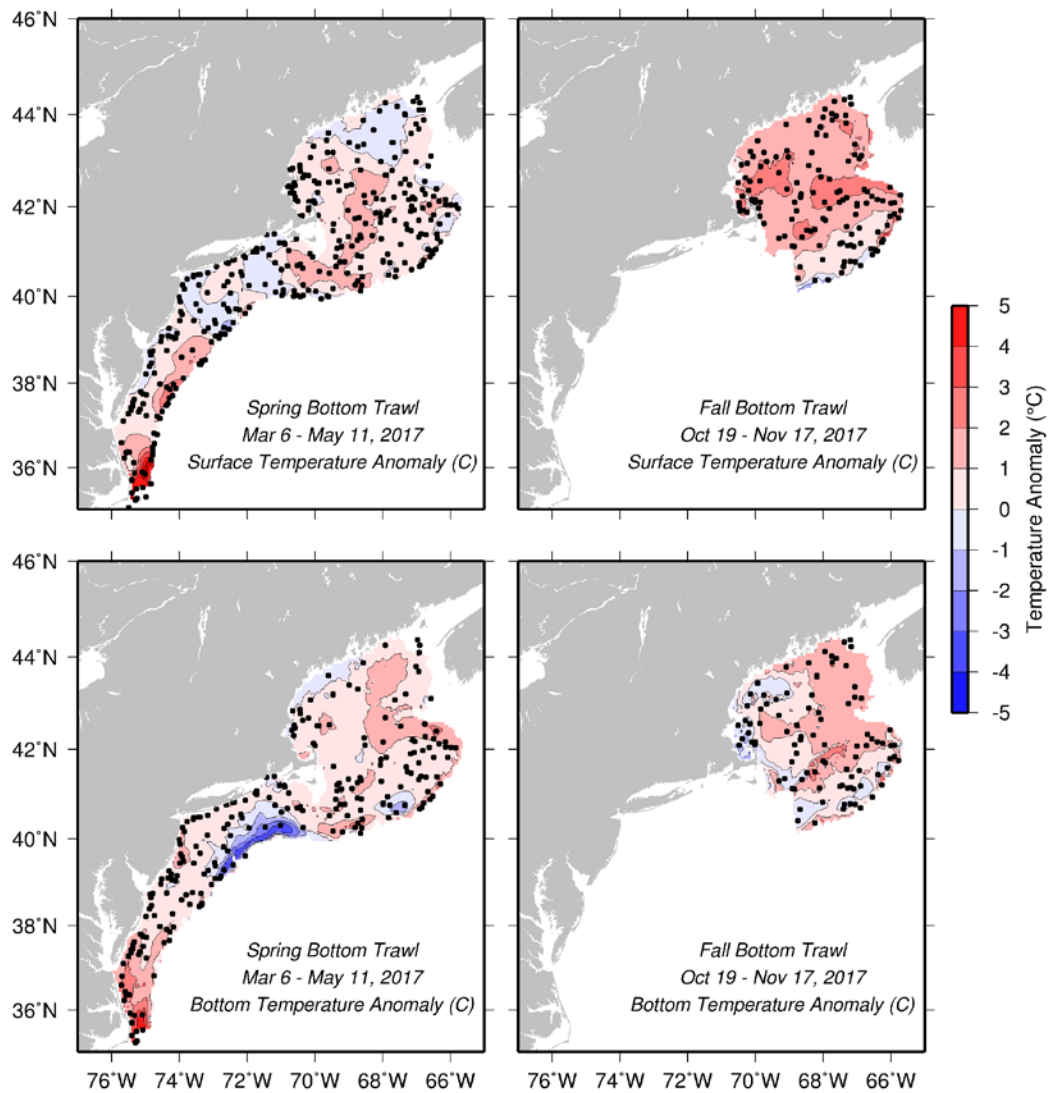 46°N
44°N
42°N
40°N
38°N
36°N
Spring Bottom Trawl
Mar 6 - May 11, 2017
Surface Temperature Anomaly (C)
Fall Bottom Trawl
Oct 19 - Nov 17, 2017
Surface Temperature Anomaly (C)
5
4
3
2
1
0
-1
-2
-3
-4
-5
Temperature Anomaly (°C)
46°N
44°N
42°N
40°N
38°N
36°N
Spring Bottom Trawl
Mar 6 - May 11, 2017
Bottom Temperature Anomaly (C)
Fall Bottom Trawl
Oct 19 - Nov 17, 2017
Bottom Temperature Anomaly (C)
76°W 74°W 72°W 70°W 68°W 66°W
76°W 74°W 72°W 70°W 68°W 66°W